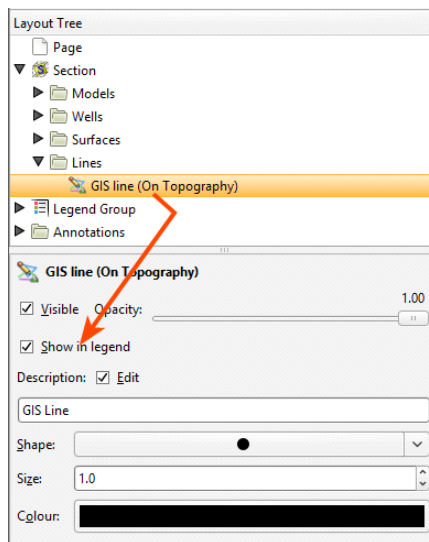 Layout Tree
Page
Section
Models
Wells
Surfaces
Lines
GIS line (On Topography)
Legend Group
Annotations
GIS line (On Topography)
Visible Opacity: 1.00
Show in legend
Description: Edit
GIS Line
Shape:
Size: 1.0
Colour: